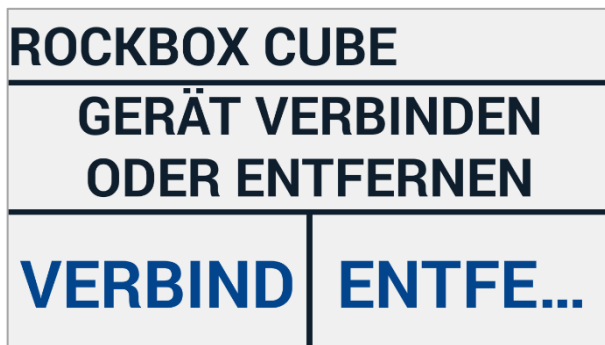 ROCKBOX CUBE
GERÄT VERBINDEN
ODER ENTFERNEN
VERBIND
ENTFE...